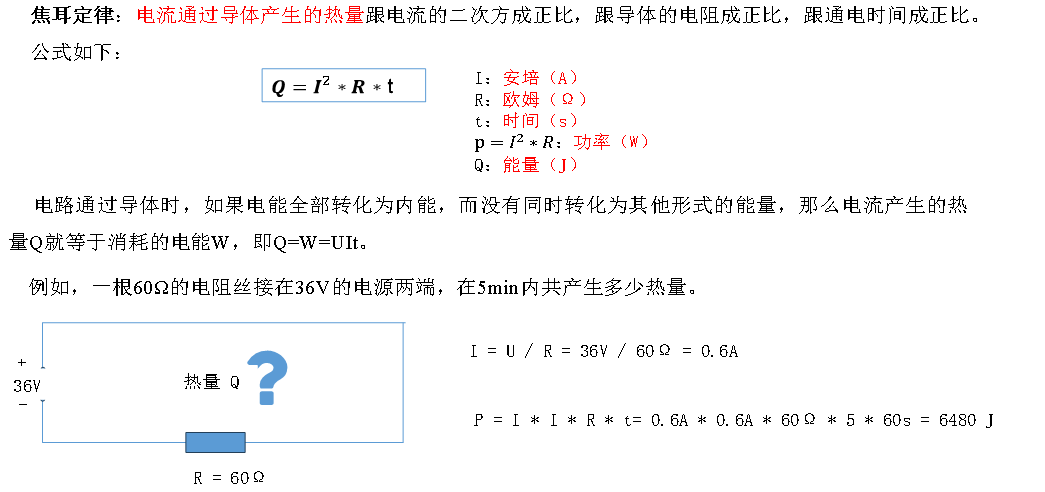 焦耳定律：电流通过导体产生的热量跟电流的二次方成正比，跟导体的电阻成正比，跟通电时间成正比。
公式如下：
Q = I² * R * t
I：安培（A）
R：欧姆（Ω）
t：时间（s）
p = I² * R：功率（W）
Q：能量（J）
电路通过导体时，如果电能全部转化为内能，而没有同时转化为其他形式的能量，那么电流产生的热
量Q就等于消耗的电能W，即Q=W=UIt。
例如，一根60Ω的电阻丝接在36V的电源两端，在5min内共产生多少热量。
+
36V
−
热量 Q ?
R = 60Ω
I = U / R = 36V / 60Ω = 0.6A
P = I * I * R * t= 0.6A * 0.6A * 60Ω * 5 * 60s = 6480 J